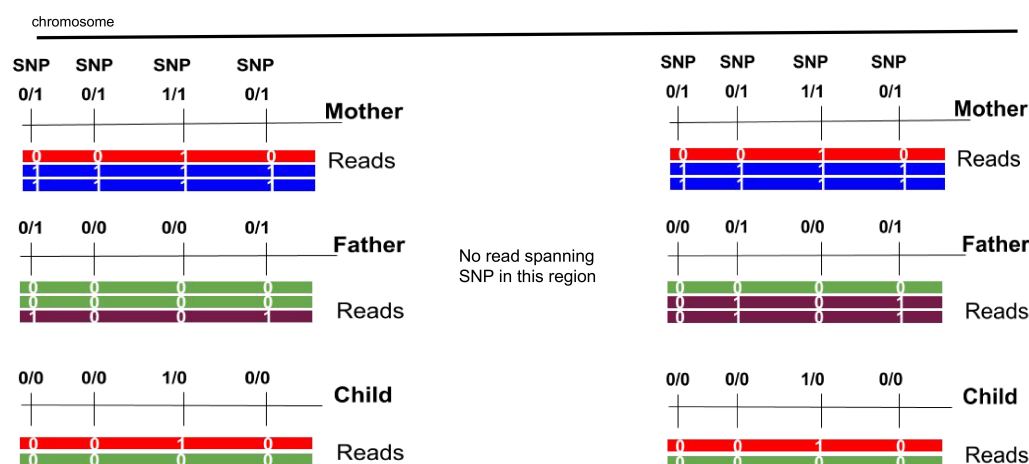 chromosome
SNP SNP SNP SNP
0/1 0/1 1/1 0/1
Mother
0 0 1 0
1 1 1 1
1 1 1 1
Reads
0/1 0/0 0/0 0/1
Father
0 0 0 0
0 0 0 0
1 0 0 1
Reads
0/0 0/0 1/0 0/0
Child
0 0 1 0
0 0 0 0
Reads
No read spanning
SNP in this region
SNP SNP SNP SNP
0/1 0/1 1/1 0/1
Mother
0 0 1 0
1 1 1 1
1 1 1 1
Reads
0/0 0/1 0/0 0/1
Father
0 0 0 0
0 1 0 1
0 1 0 1
Reads
0/0 0/0 1/0 0/0
Child
0 0 1 0
0 0 0 0
Reads